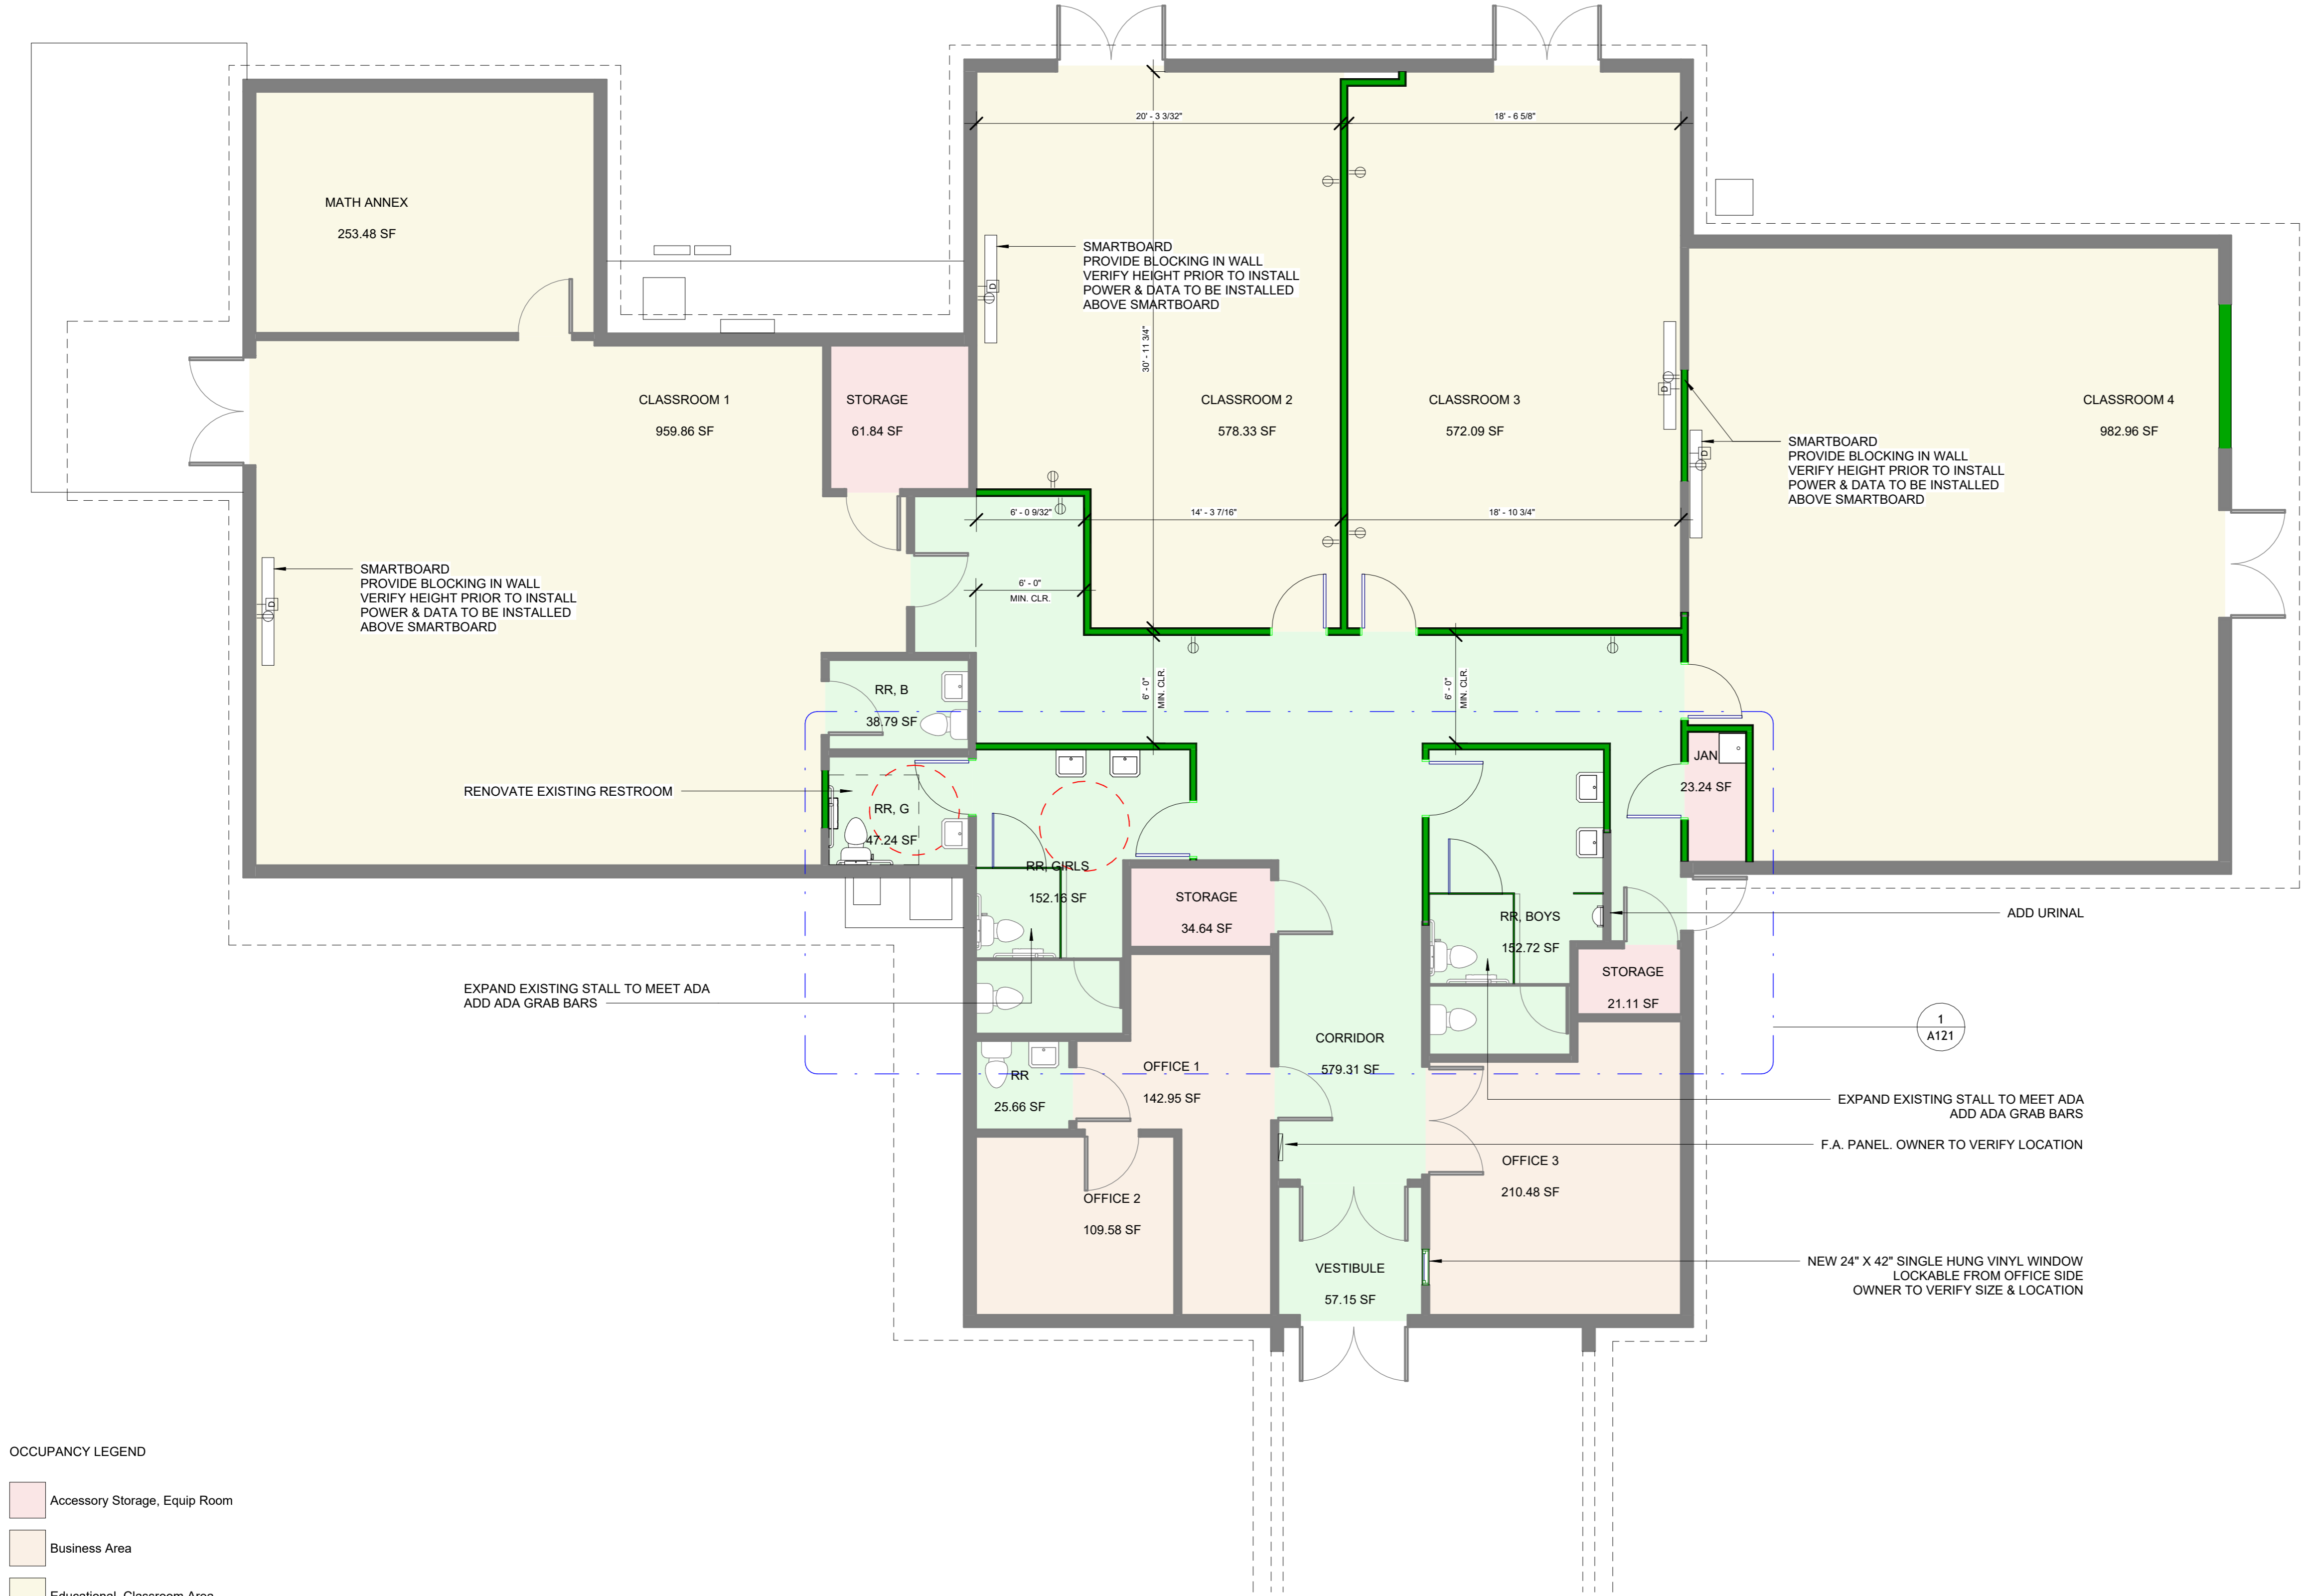 20' - 3 3/32"
18' - 6 5/8"
MATH ANNEX
253.48 SF
SMARTBOARD
PROVIDE BLOCKING IN WALL
VERIFY HEIGHT PRIOR TO INSTALL
POWER & DATA TO BE INSTALLED
ABOVE SMARTBOARD
D
30' - 11 3/4"
CLASSROOM 1
959.86 SF
STORAGE
61.84 SF
CLASSROOM 2
578.33 SF
CLASSROOM 3
572.09 SF
D
CLASSROOM 4
982.96 SF
SMARTBOARD
PROVIDE BLOCKING IN WALL
VERIFY HEIGHT PRIOR TO INSTALL
POWER & DATA TO BE INSTALLED
ABOVE SMARTBOARD
D
6' - 0 9/32"
14' - 3 7/16"
18' - 10 3/4"
SMARTBOARD
PROVIDE BLOCKING IN WALL
VERIFY HEIGHT PRIOR TO INSTALL
POWER & DATA TO BE INSTALLED
ABOVE SMARTBOARD
D
6' - 0"
MIN. CLR.
6' - 0"
MIN. CLR.
6' - 0"
MIN. CLR.
RR, B
38.79 SF
JAN
23.24 SF
RENOVATE EXISTING RESTROOM
RR, G
47.24 SF
RR, GIRLS
152.16 SF
STORAGE
34.64 SF
RR, BOYS
152.72 SF
ADD URINAL
STORAGE
21.11 SF
EXPAND EXISTING STALL TO MEET ADA
ADD ADA GRAB BARS
1
A121
CORRIDOR
579.31 SF
RR
25.66 SF
OFFICE 1
142.95 SF
EXPAND EXISTING STALL TO MEET ADA
ADD ADA GRAB BARS
F.A. PANEL. OWNER TO VERIFY LOCATION
OFFICE 3
210.48 SF
OFFICE 2
109.58 SF
VESTIBULE
57.15 SF
NEW 24" X 42" SINGLE HUNG VINYL WINDOW
LOCKABLE FROM OFFICE SIDE
OWNER TO VERIFY SIZE & LOCATION
OCCUPANCY LEGEND
Accessory Storage, Equip Room
Business Area
Educational, Classroom Area